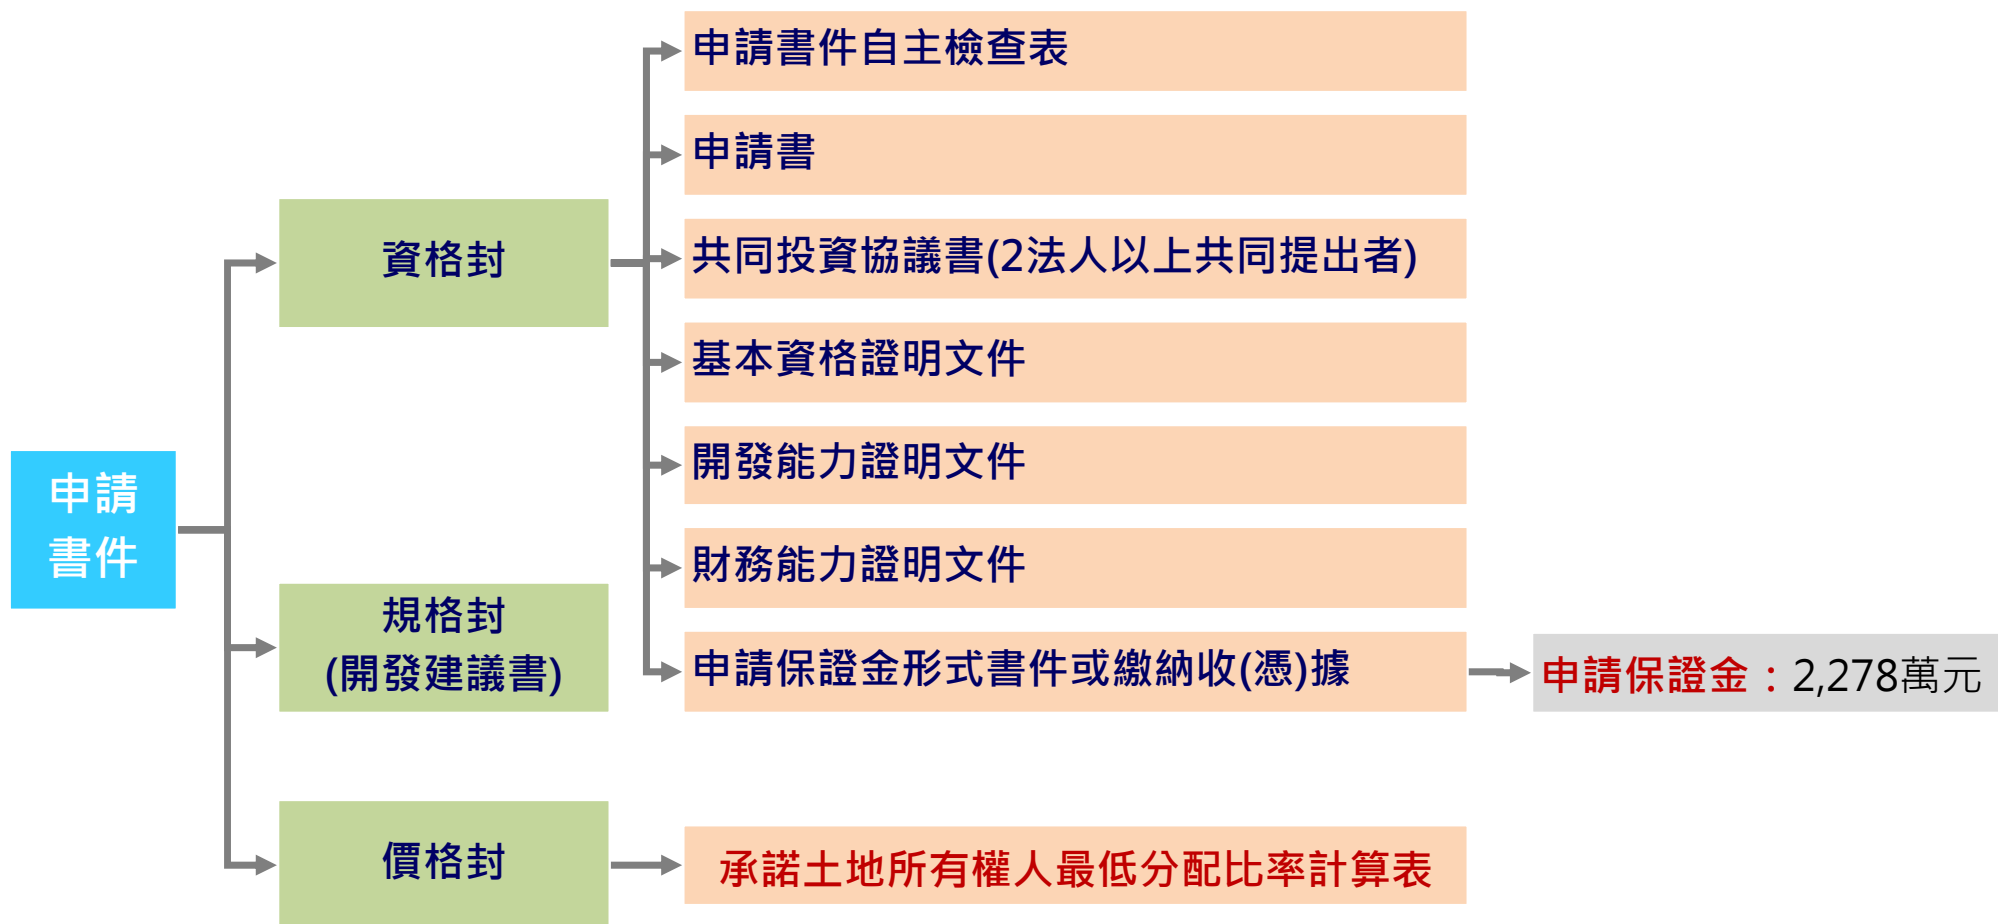 申請
書件
資格封
申請書件自主檢查表
申請書
共同投資協議書(2法人以上共同提出者)
基本資格證明文件
開發能力證明文件
財務能力證明文件
申請保證金形式書件或繳納收(憑)據
申請保證金：2,278萬元
規格封
(開發建議書)
價格封
承諾土地所有權人最低分配比率計算表